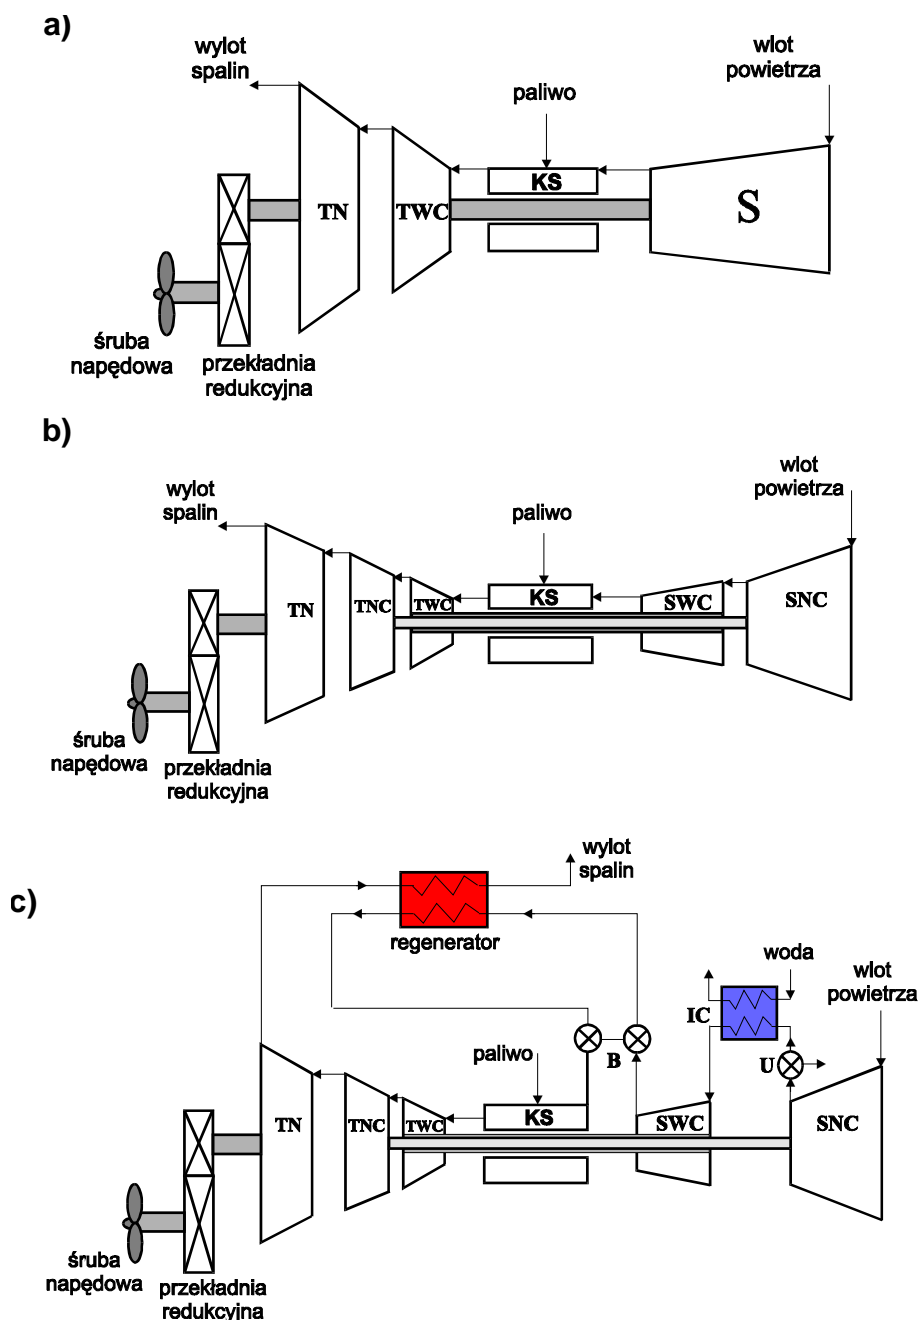 a)
wylot
spalin
paliwo
wlot
powietrza
KS
TN
TWC
S
śruba
napędowa
przekładnia
redukcyjna
b)
wylot
spalin
paliwo
wlot
powietrza
TN
TNC
TWC
KS
SWC
SNC
śruba
napędowa
przekładnia
redukcyjna
c)
wylot
spalin
regenerator
woda
wlot
powietrza
IC
paliwo
B
U
TN
TNC
TWC
KS
SWC
SNC
śruba
napędowa
przekładnia
redukcyjna